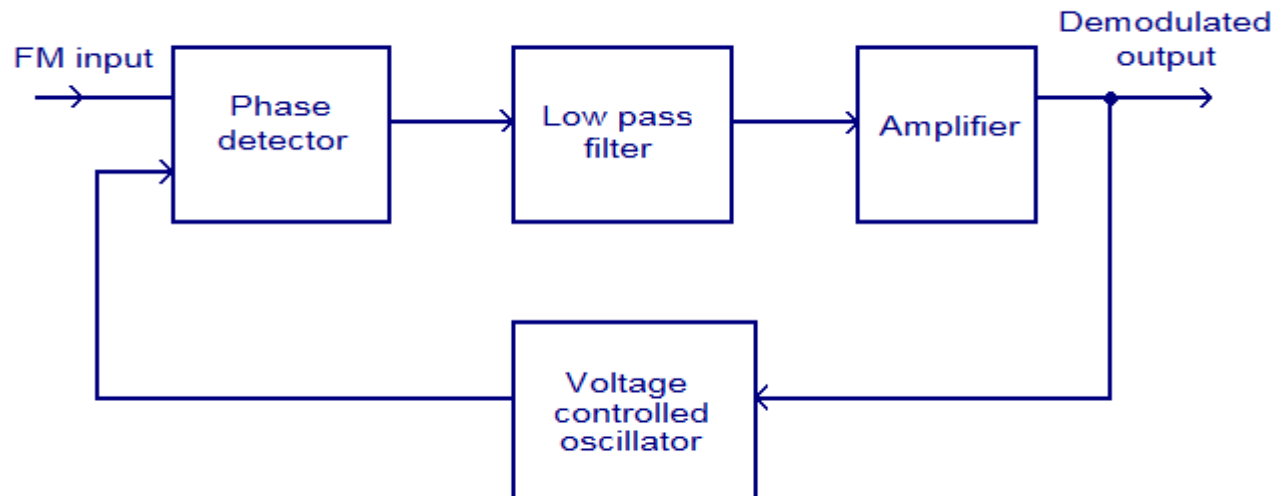 Demodulated
output
FM input
Phase
detector
Low pass
filter
Amplifier
Voltage
controlled
oscillator